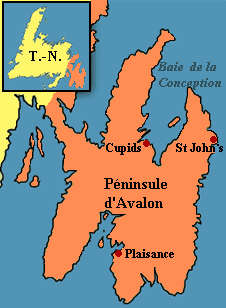 T.-N.
Baie de la
Conception
Cupids
St John's
Péninsule
d'Avalon
Plaisance